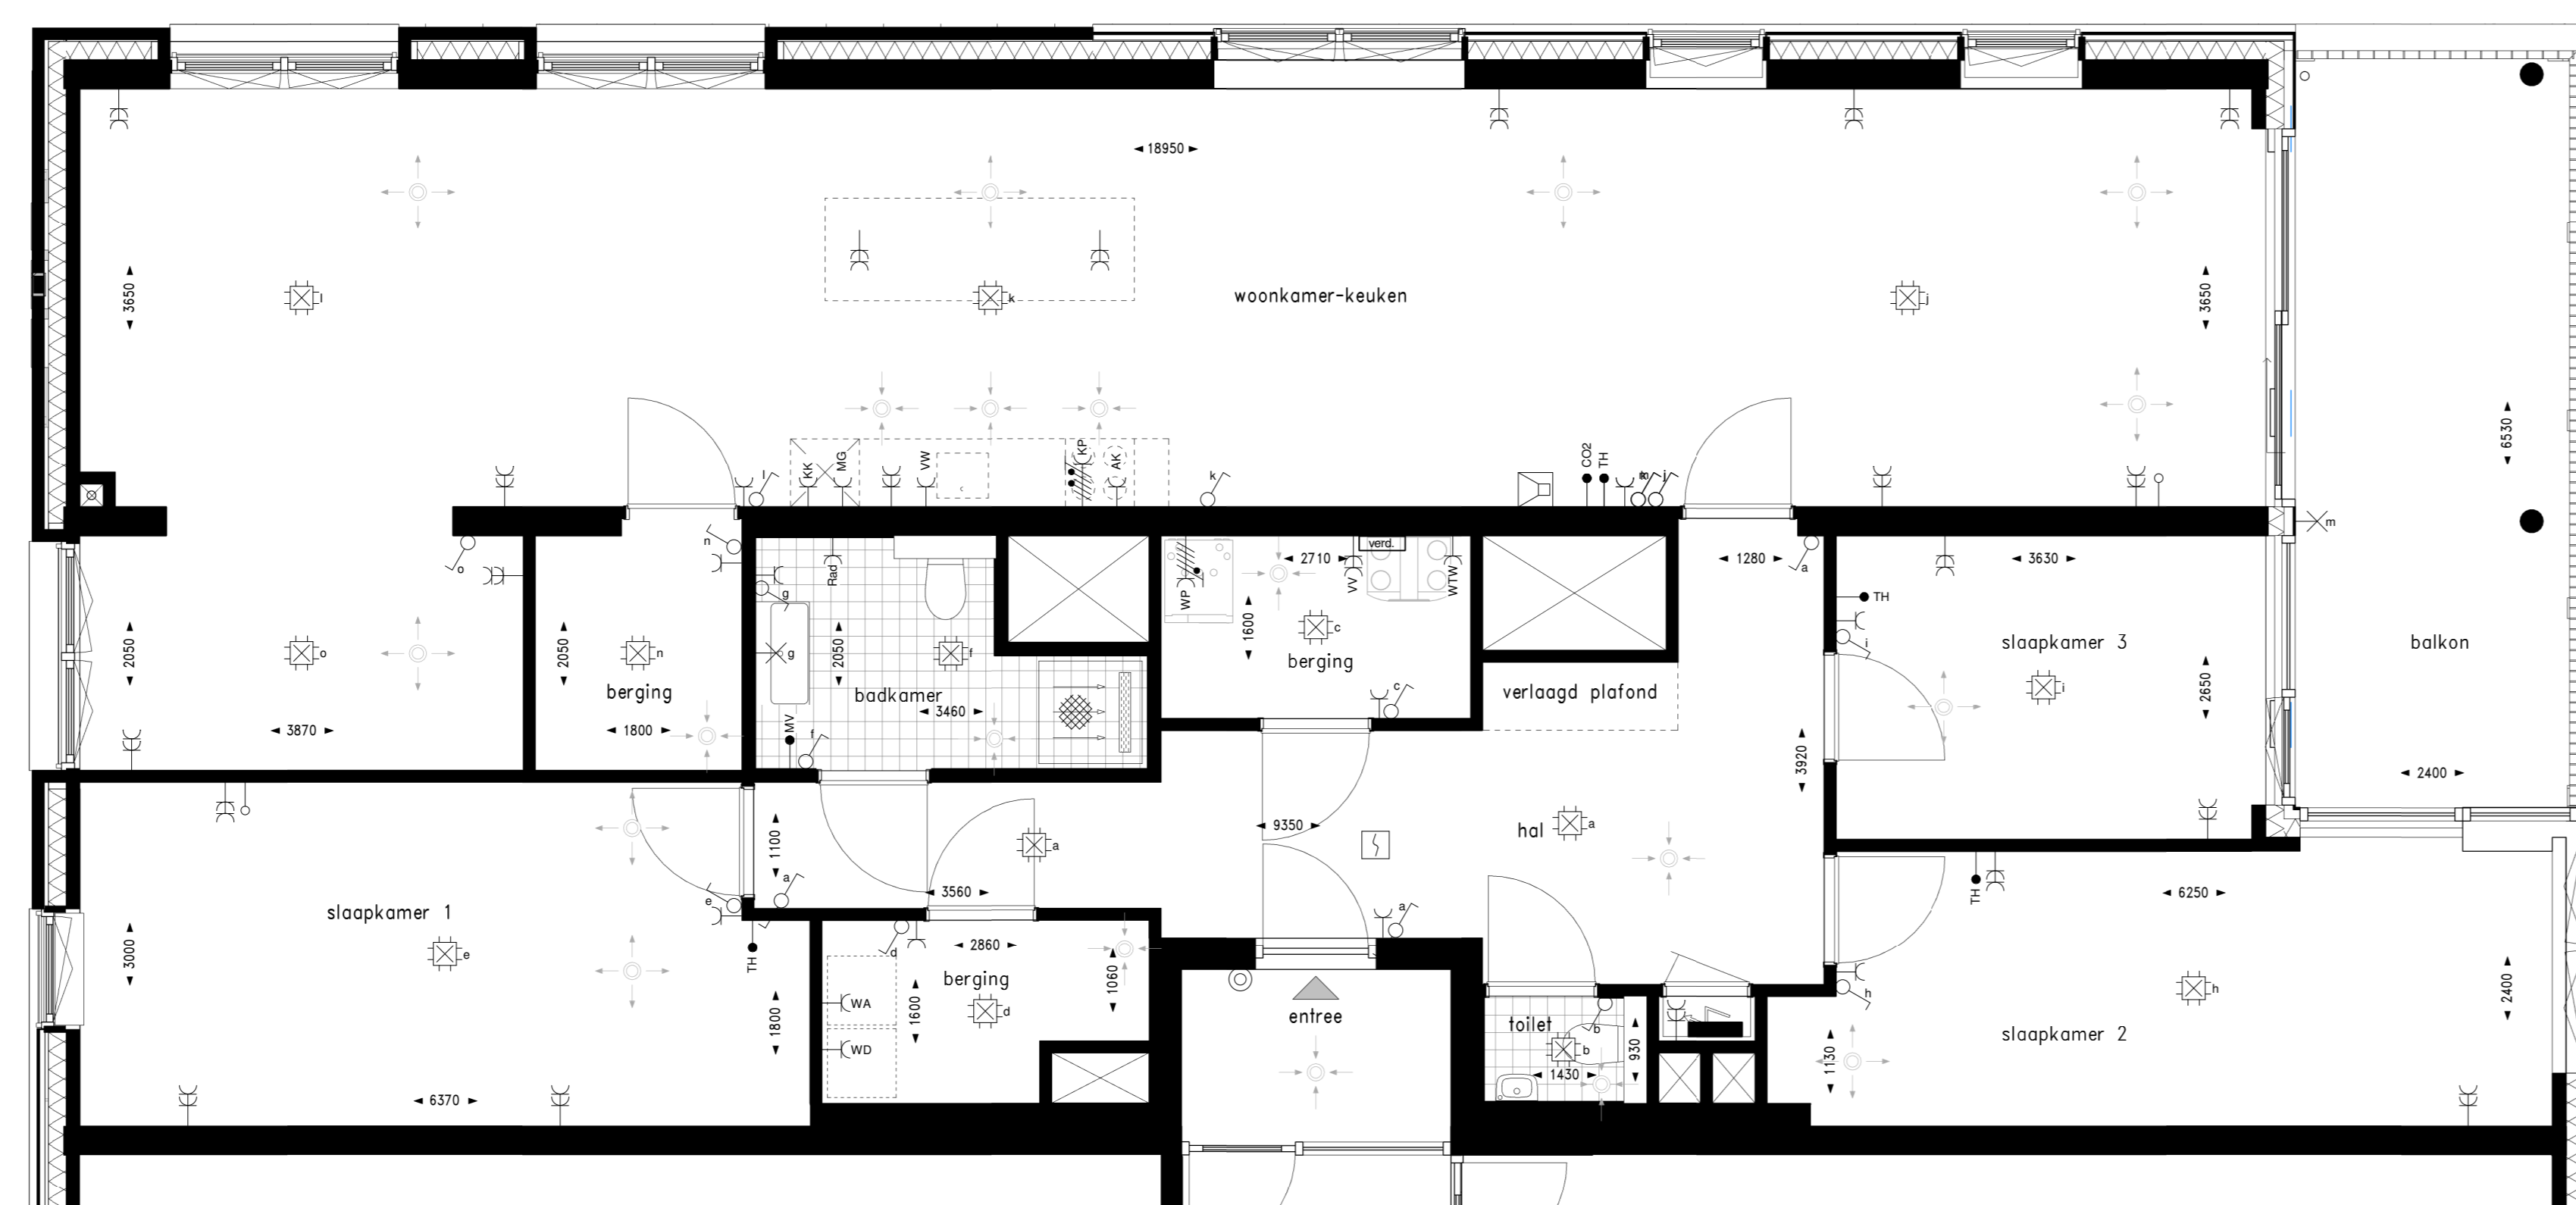 18950
3650
l
k
woonkamer-keuken
j
3650
6530
l
KK
MG
VW
KP
AK
k
CO2
TH
j
m
n
o
Rad
g
2050
o
2050
n
berging
1800
3870
g
2050
f
badkamer
3460
MV
f
2710
verd.
VV
WTW
WP
1600
c
berging
c
1280
a
verlaagd plafond
3920
3630
TH
i
slaapkamer 3
i
2650
balkon
2400
slaapkamer 1
3000
e
6370
e
TH
1800
1100
a
3560
a
9350
hal
a
a
d
2860
berging
1060
1600
d
WA
WD
entree
toilet
b
b
930
1430
TH
6250
h
slaapkamer 2
h
2400
1130